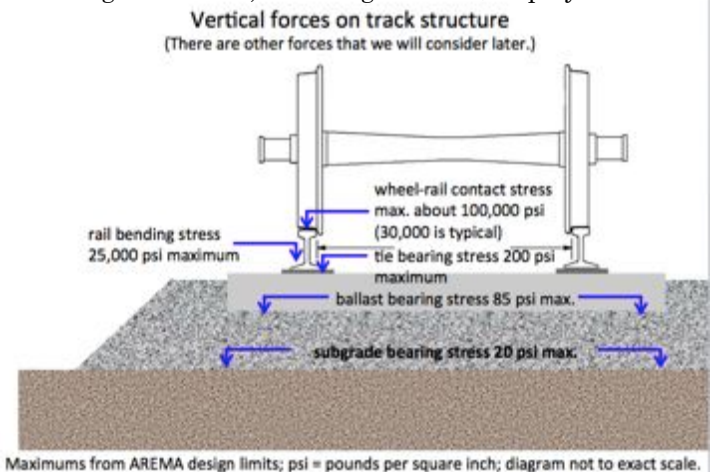 Vertical forces on track structure
(There are other forces that we will consider later.)
wheel-rail contact stress
max. about 100,000 psi
(30,000 is typical)
rail bending stress
25,000 psi maximum
tie bearing stress 200 psi
maximum
ballast bearing stress 85 psi max.
subgrade bearing stress 20 psi max.
Maximums from AREMA design limits; psi = pounds per square inch; diagram not to exact scale.